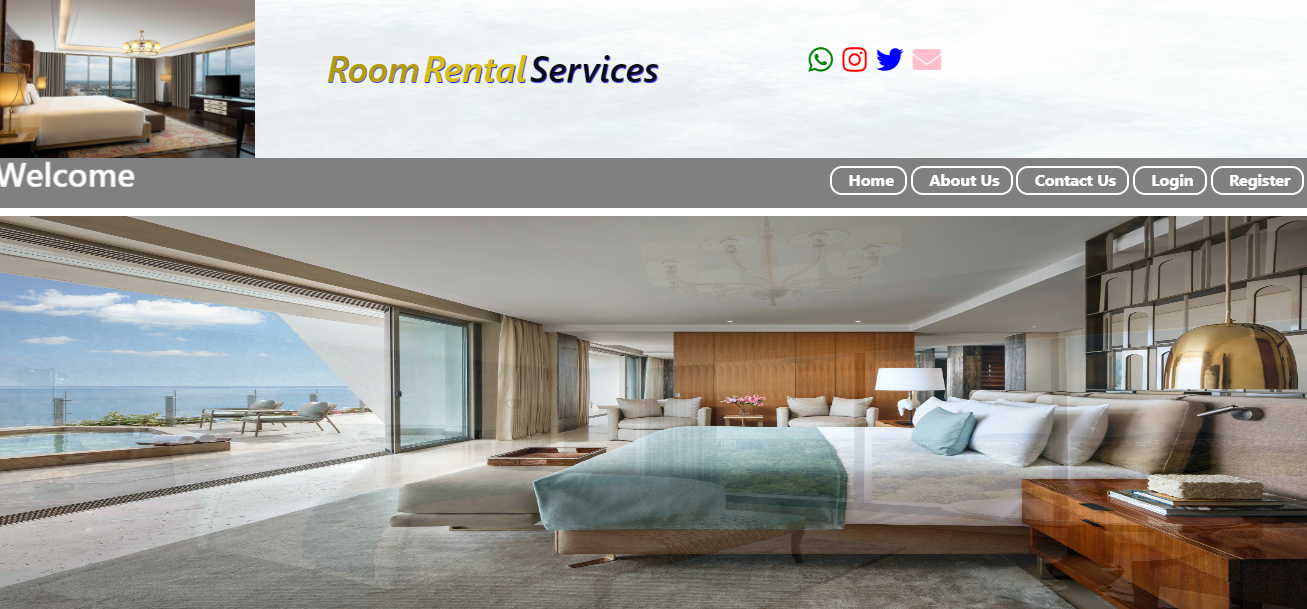 Room Rental Services
Welcome
Home About Us Contact Us Login Register